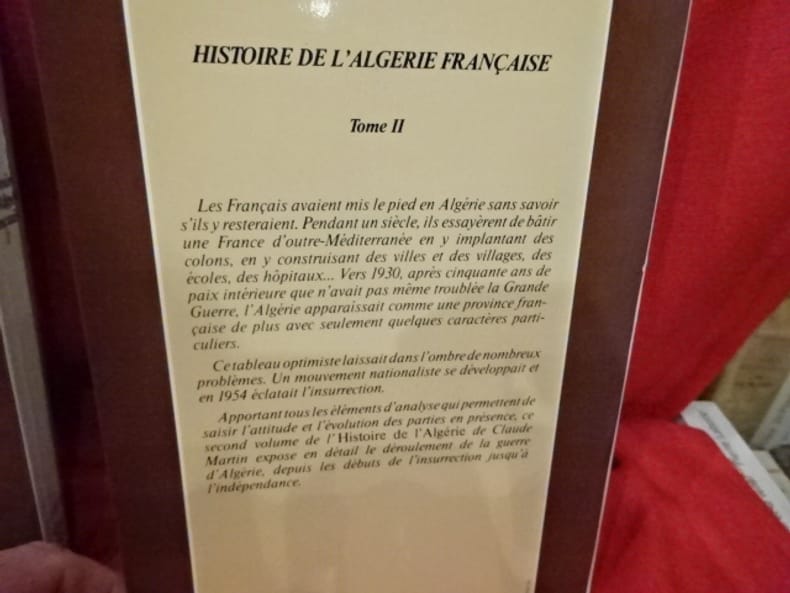 HISTOIRE DE L'ALGERIE FRANÇAISE
Tome II
Les Français avaient mis le pied en Algérie sans savoir
s'ils y resteraient. Pendant un siècle, ils essayèrent de bâtir
une France d'outre-Méditerranée en y implantant des
colons, en y construisant des villes et des villages, des
écoles, des hôpitaux... Vers 1930, après cinquante ans de
paix intérieure que n'avait pas même troublée la Grande
Guerre, l'Algérie apparaissait comme une province fran-
çaise de plus avec seulement quelques caractères parti-
culiers.
Ce tableau optimiste laissait dans l'ombre de nombreux
problèmes. Un mouvement nationaliste se développait et
en 1954 éclatait l'insurrection.
Apportant tous les éléments d'analyse qui permettent de
saisir l'attitude et l'évolution des parties en présence, ce
second volume de l'Histoire de l'Algérie de Claude
Martin expose en détail le déroulement de la guerre
d'Algérie, depuis les débuts de l'insurrection jusqu'à
l'indépendance.